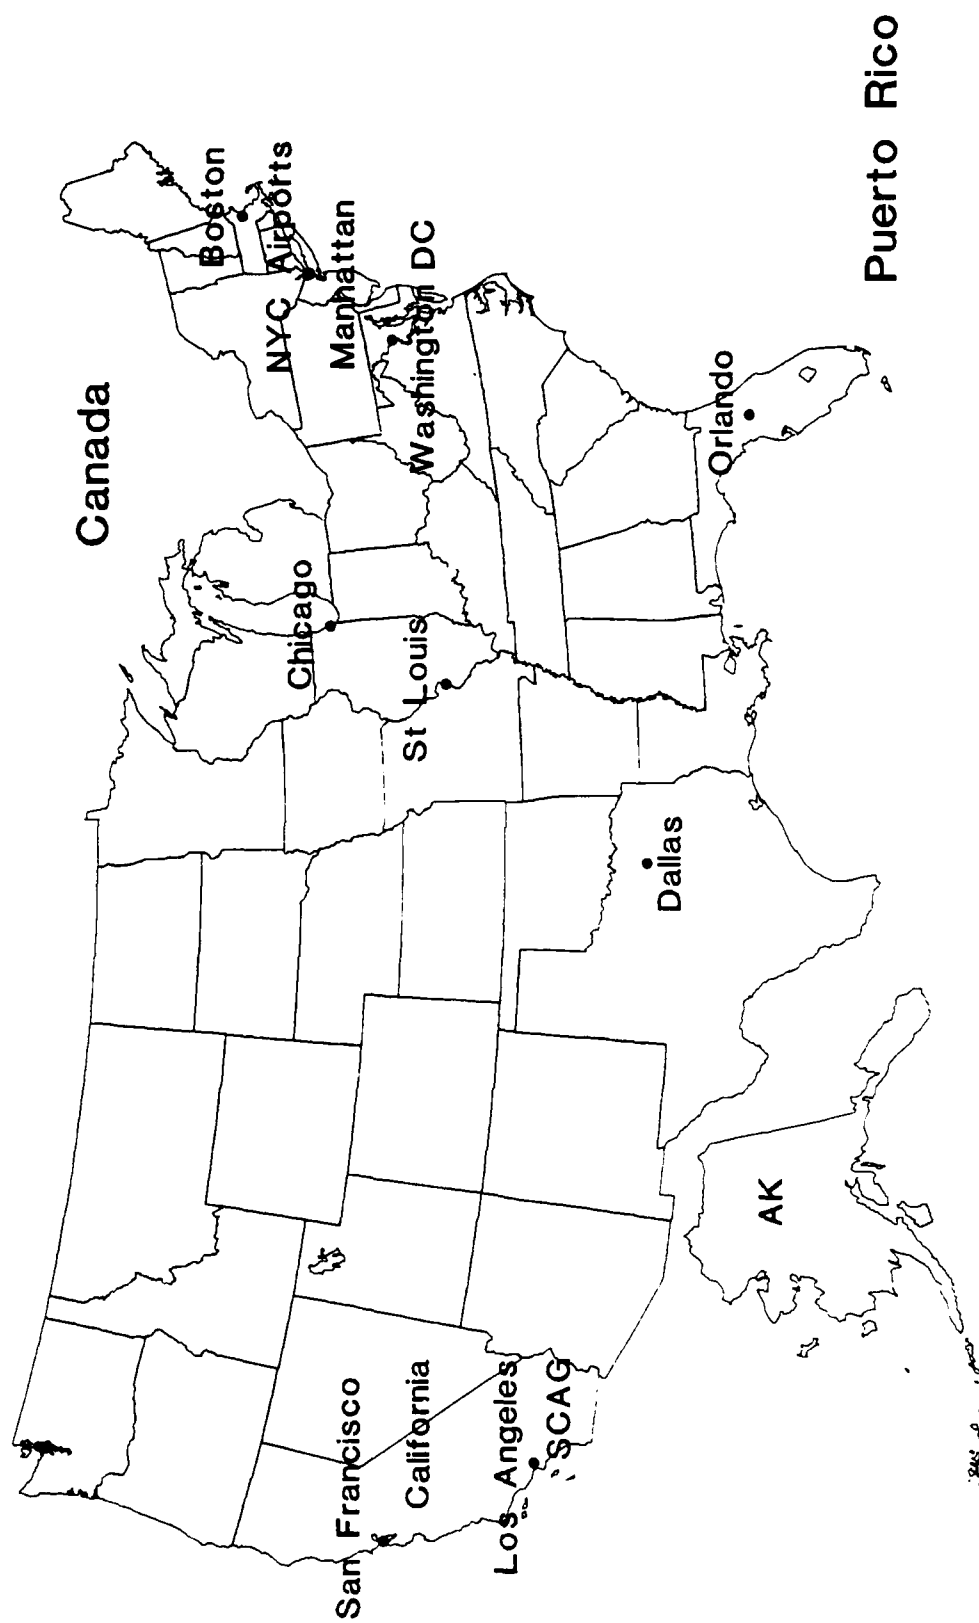 Canada
Boston
NYC Airports
Manhattan
Washington DC
Chicago
St Louis
San Francisco
California
Los Angeles
SCAG
Dallas
Orlando
AK
Puerto Rico